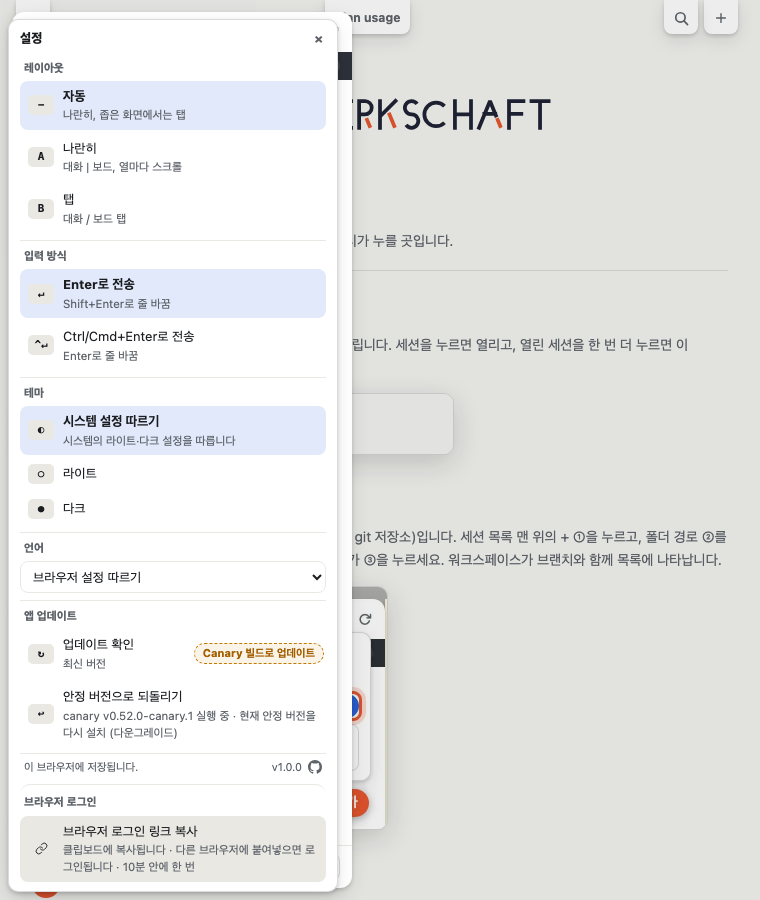 설정
×
레이아웃
자동
나란히, 좁은 화면에서는 탭
A
나란히
대화 | 보드, 열마다 스크롤
B
탭
대화 / 보드 탭
입력 방식
Enter로 전송
Shift+Enter로 줄 바꿈
Ctrl/Cmd+Enter로 전송
Enter로 줄 바꿈
테마
시스템 설정 따르기
시스템의 라이트·다크 설정을 따릅니다
라이트
다크
언어
브라우저 설정 따르기
앱 업데이트
업데이트 확인
최신 버전
Canary 빌드로 업데이트
안정 버전으로 되돌리기
canary v0.52.0-canary.1 실행 중 · 현재 안정 버전을
다시 설치 (다운그레이드)
이 브라우저에 저장됩니다.
v1.0.0
브라우저 로그인
브라우저 로그인 링크 복사
클립보드에 복사됩니다 · 다른 브라우저에 붙여넣으면 로
그인됩니다 · 10분 안에 한 번
usage
RKSCHAFT
누를 곳입니다.
립니다. 세션을 누르면 열리고, 열린 세션을 한 번 더 누르면 이
git 저장소)입니다. 세션 목록 맨 위의 + ①을 누르고, 폴더 경로 ②를
③을 누르세요. 워크스페이스가 브랜치와 함께 목록에 나타납니다.